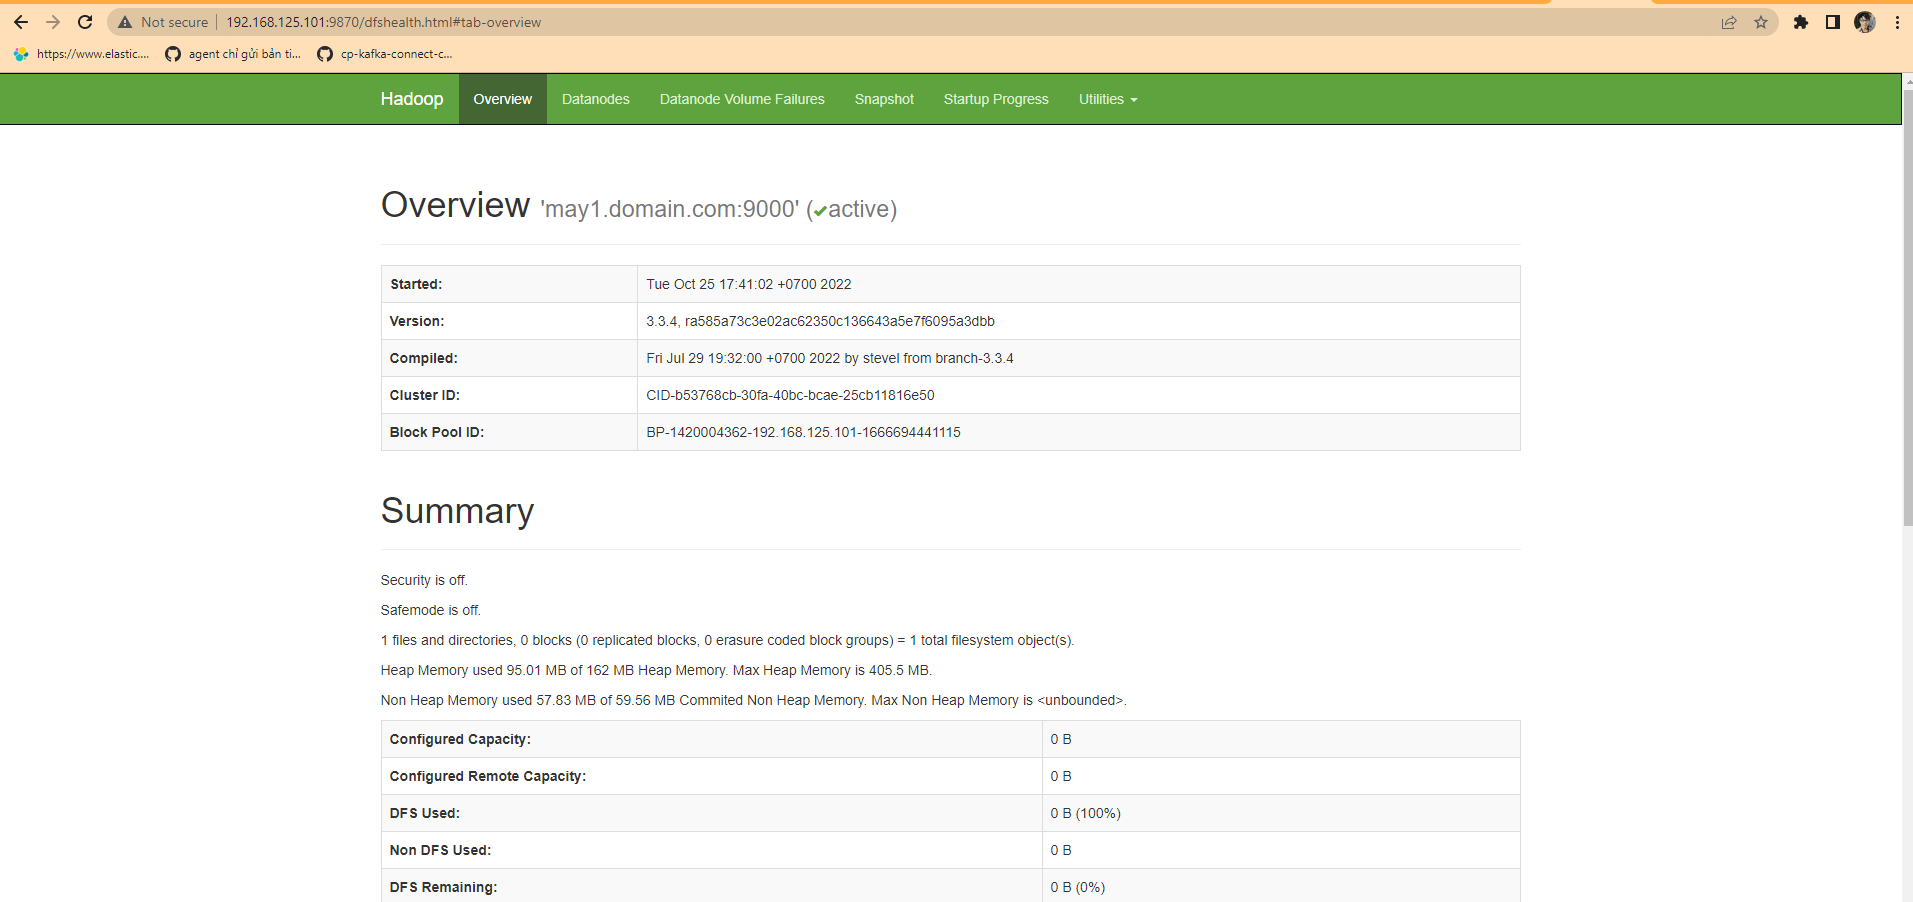 Not secure | 192.168.125.101:9870/dfshealth.html#tab-overview
https://www.elastic.... agent chỉ gửi bản ti... cp-kafka-connect-c...
Hadoop Overview Datanodes Datanode Volume Failures Snapshot Startup Progress Utilities
Overview 'may1.domain.com:9000' (✔active)
Started: Tue Oct 25 17:41:02 +0700 2022
Version: 3.3.4, ra585a73c3e02ac62350c136643a5e7f6095a3dbb
Compiled: Fri Jul 29 19:32:00 +0700 2022 by stevel from branch-3.3.4
Cluster ID: CID-b53768cb-30fa-40bc-bcae-25cb11816e50
Block Pool ID: BP-1420004362-192.168.125.101-1666694441115
Summary
Security is off.
Safemode is off.
1 files and directories, 0 blocks (0 replicated blocks, 0 erasure coded block groups) = 1 total filesystem object(s).
Heap Memory used 95.01 MB of 162 MB Heap Memory. Max Heap Memory is 405.5 MB.
Non Heap Memory used 57.83 MB of 59.56 MB Commited Non Heap Memory. Max Non Heap Memory is <unbounded>.
Configured Capacity: 0 B
Configured Remote Capacity: 0 B
DFS Used: 0 B (100%)
Non DFS Used: 0 B
DFS Remaining: 0 B (0%)